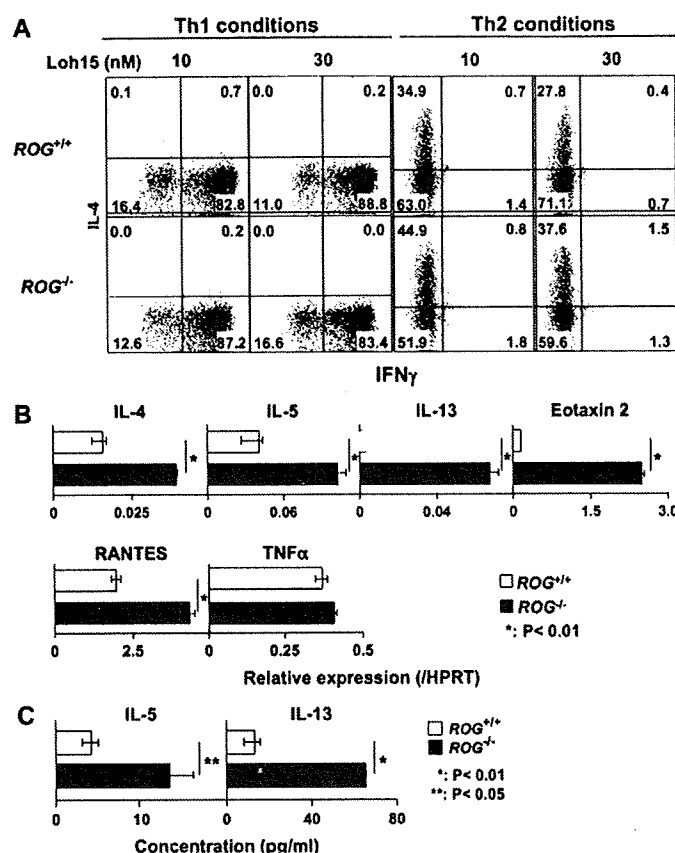 A
Th1 conditions Th2 conditions
Loh15 (nM) 10 30 10 30
0.1 0.7 0.0 0.2 34.9 0.7 27.8 0.4
ROG+/+
16.4 82.8 11.0 88.8 63.0 1.4 71.1 0.7
IL-4
0.0 0.2 0.0 0.0 44.9 0.8 37.6 1.5
ROG-/-
12.6 87.2 16.6 83.4 51.9 1.8 59.6 1.3
IFNγ
B
IL-4 IL-5 IL-13 Eotaxin 2
* * * *
0 0.025 0 0.06 0 0.04 0 1.5 3.0
RANTES TNFα
*
ROG+/+
ROG-/-
*: P< 0.01
0 2.5 0 0.25 0.5
Relative expression (/HPRT)
C
IL-5 IL-13
** *
ROG+/+
ROG-/-
*: P< 0.01
**: P< 0.05
0 10 0 40 80
Concentration (pg/ml)